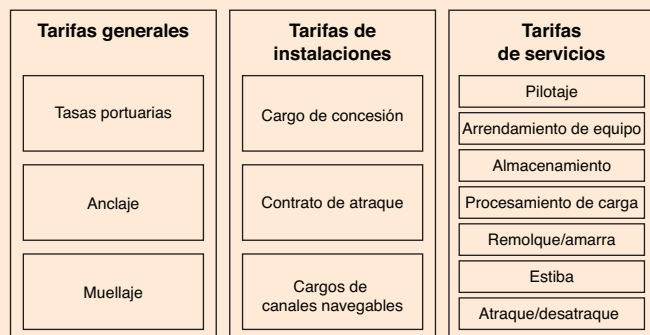 Tarifas generales
Tasas portuarias
Anclaje
Muellaje
Tarifas de
instalaciones
Cargo de concesión
Contrato de atraque
Cargos de
canales navegables
Tarifas
de servicios
Pilotaje
Arrendamiento de equipo
Almacenamiento
Procesamiento de carga
Remolque/amarra
Estiba
Atraque/desatraque